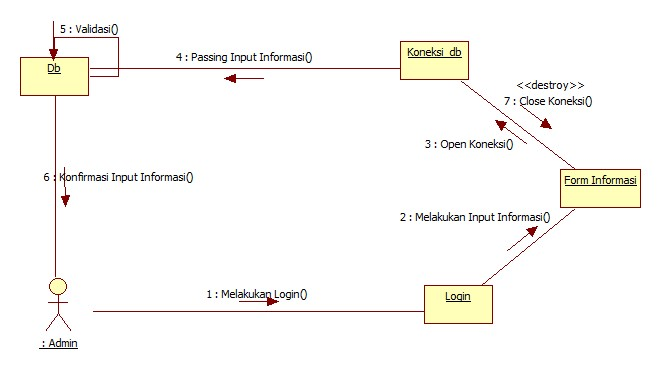 5 : Validasi()
Db
4 : Passing Input Informasi()
Koneksi_db
<<destroy>>
7 : Close Koneksi()
3 : Open Koneksi()
6 : Konfirmasi Input Informasi()
Form Informasi
2 : Melakukan Input Informasi()
1 : Melakukan Login()
Login
: Admin